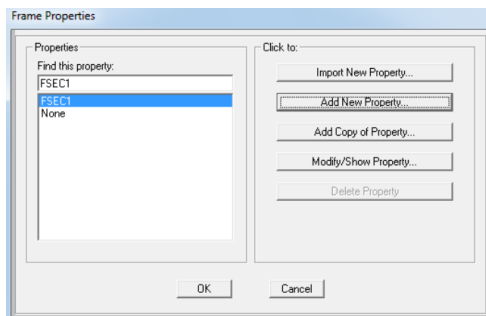 Frame Properties
Properties
Find this property:
FSEC1
FSEC1
None
Click to:
Import New Property...
Add New Property...
Add Copy of Property...
Modify/Show Property...
Delete Property
OK
Cancel